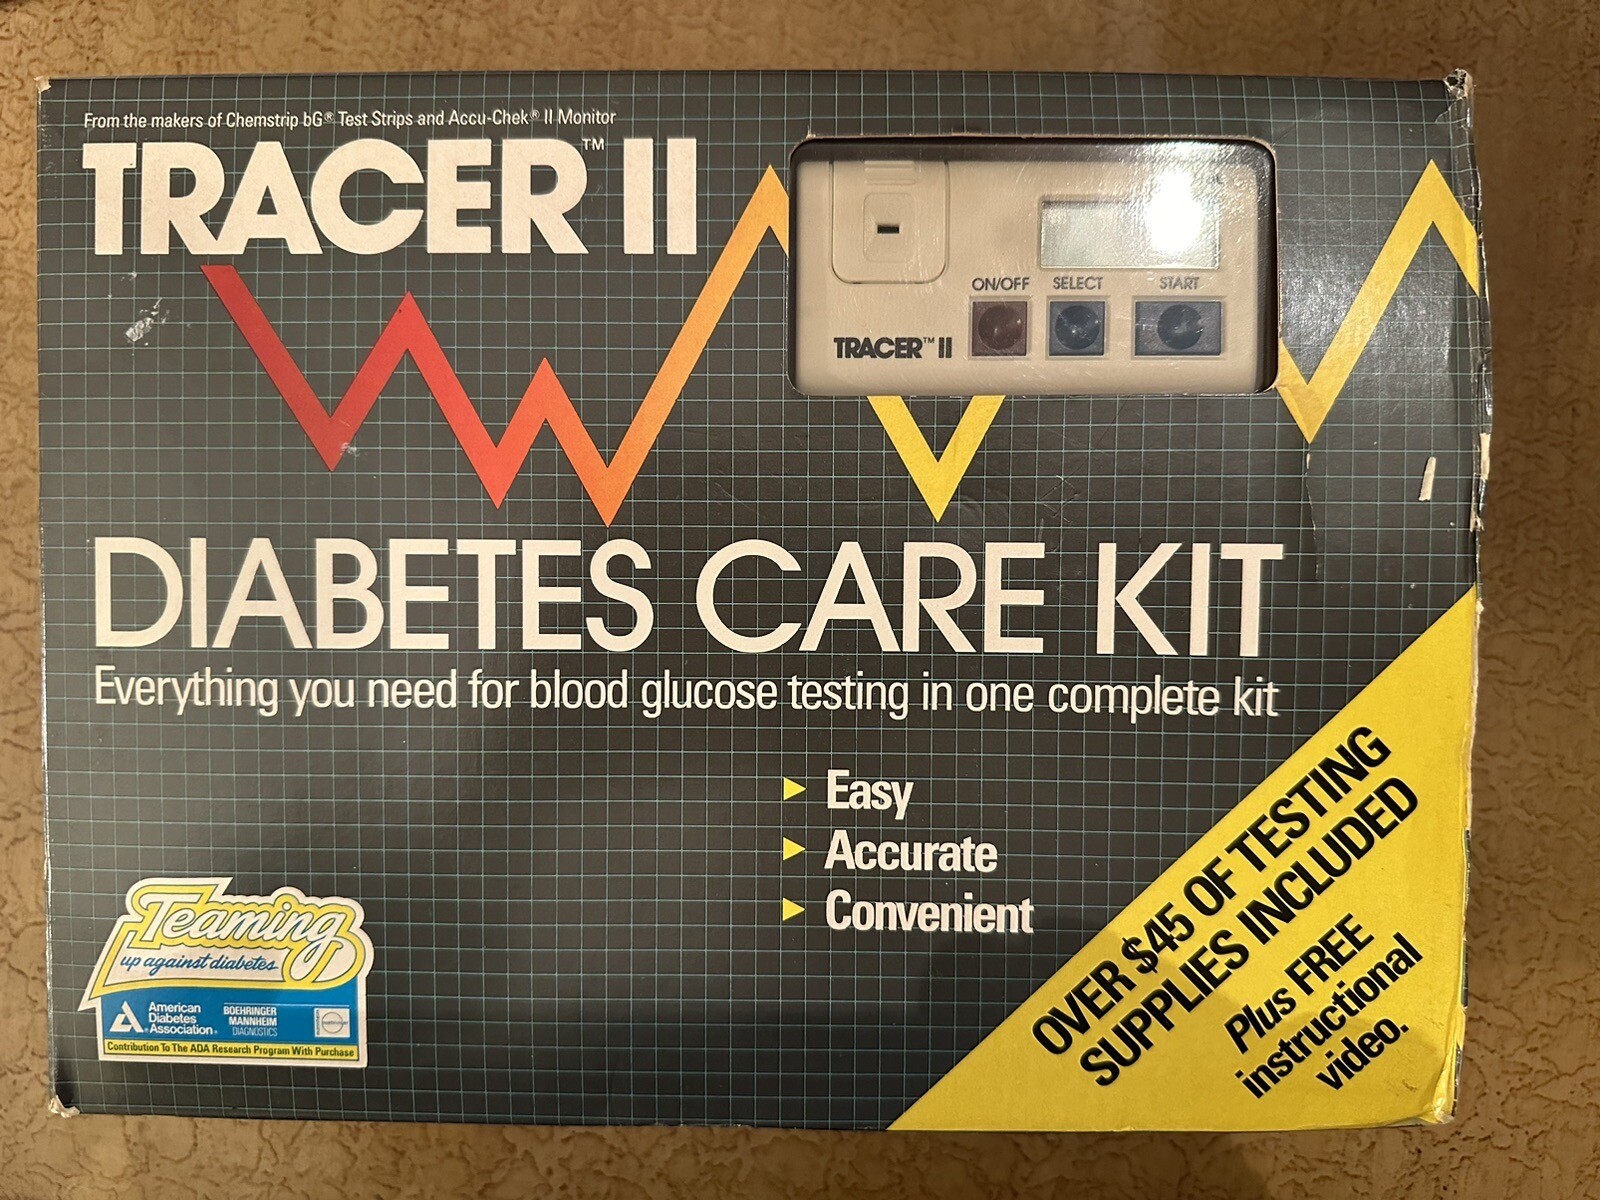 From the makers of Chemstrip bG® Test Strips and Accu-Chek® II Monitor
TRACER II™
ON/OFF SELECT START
TRACER™ II
DIABETES CARE KIT
Everything you need for blood glucose testing in one complete kit
Easy
Accurate
Convenient
OVER $45 OF TESTING
SUPPLIES INCLUDED
Plus FREE
instructional
video.
Teaming
up against diabetes
American
Diabetes
Association®
BOEHRINGER
MANNHEIM
DIAGNOSTICS
Contribution To The ADA Research Program With Purchase